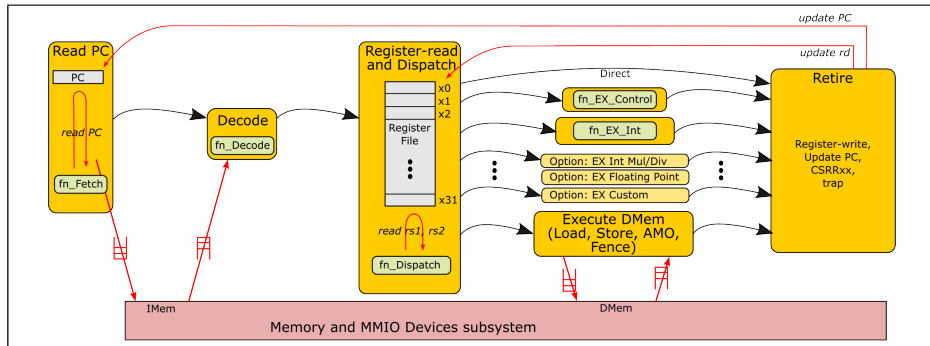 update PC
Read PC
PC
read PC
fn_Fetch
Decode
fn_Decode
Register-read
and Dispatch
x0
x1
x2
Register
File
x31
read rs1, rs2
fn_Dispatch
update rd
Direct
fn_EX_Control
fn_EX_Int
Option: EX Int Mul/Div
Option: EX Floating Point
Option: EX Custom
Execute DMem
(Load, Store, AMO,
Fence)
Retire
Register-write,
Update PC,
CSRRxx,
trap
IMem
DMem
Memory and MMIO Devices subsystem